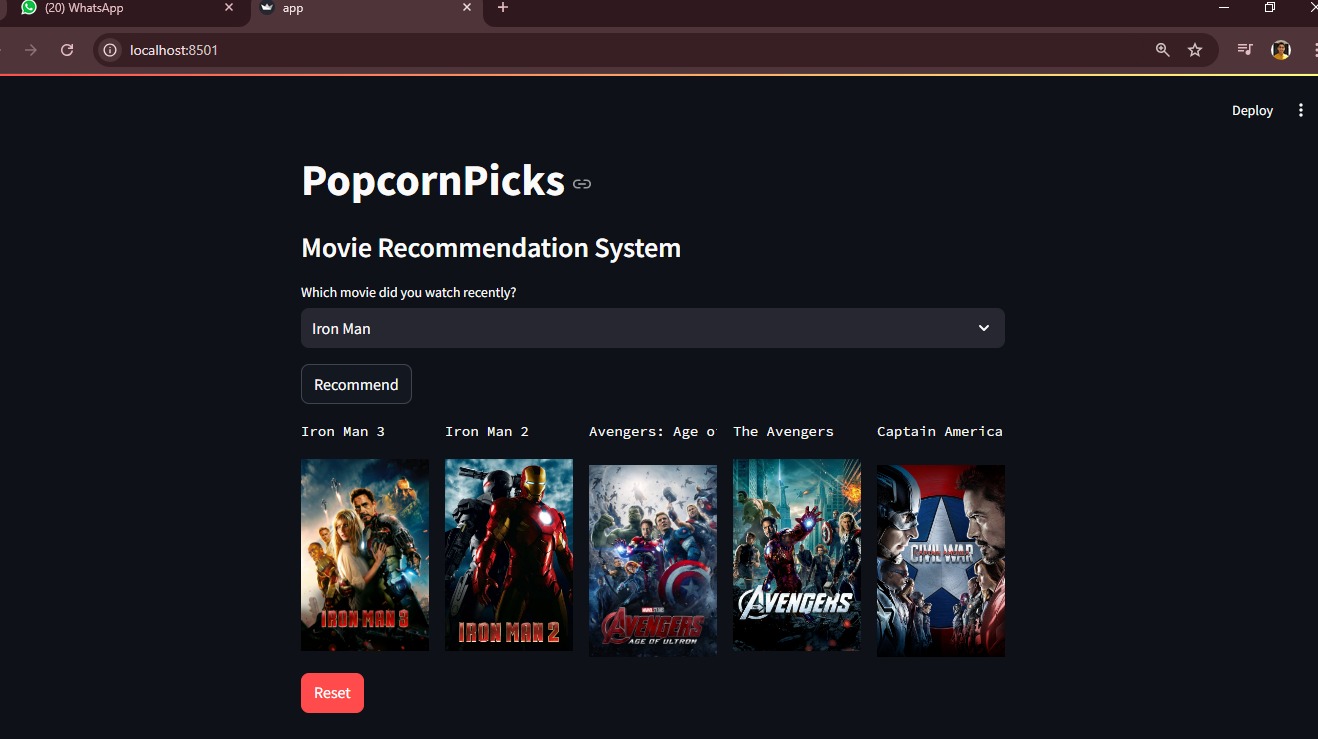 (20) WhatsApp
app
localhost:8501
Deploy
PopcornPicks
Movie Recommendation System
Which movie did you watch recently?
Iron Man
Recommend
Iron Man 3
Iron Man 2
Avengers: Age o
The Avengers
Captain America
IRON MAN 3
IRON MAN 2
MARVEL STUDIOS
AVENGERS
AGE OF ULTRON
AVENGERS
CIVIL WAR
Reset